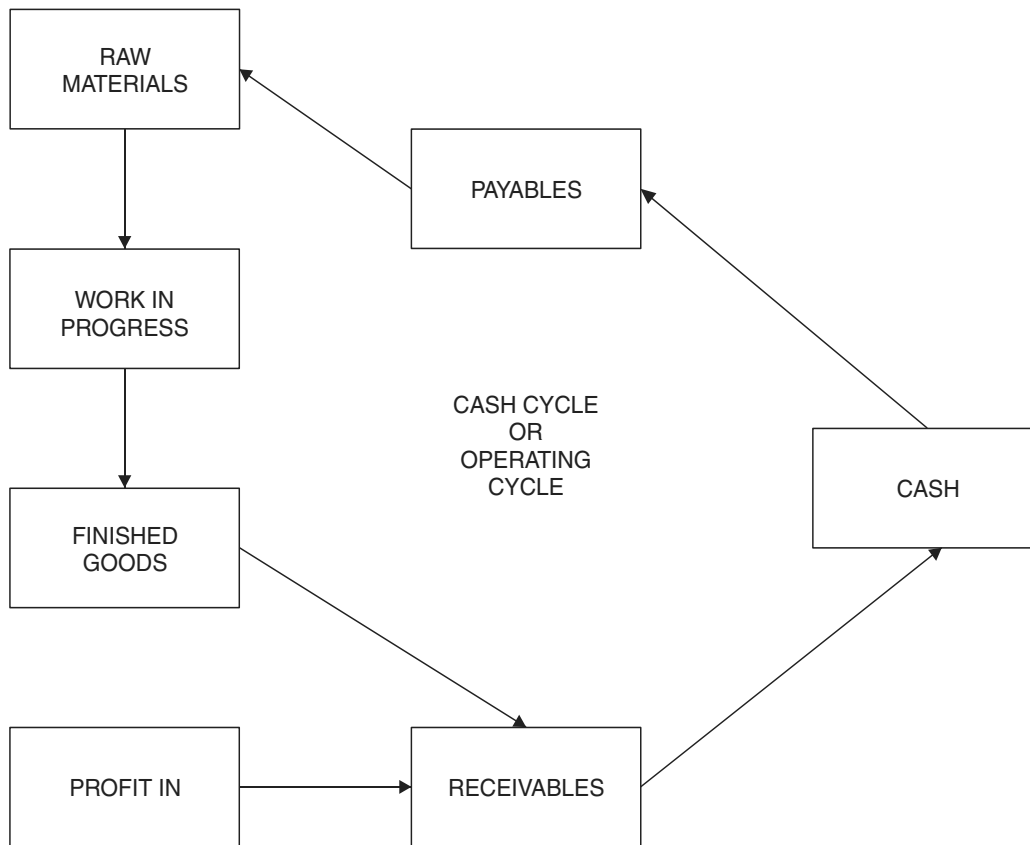 RAW
MATERIALS
PAYABLES
WORK IN
PROGRESS
CASH CYCLE
OR
OPERATING
CYCLE
CASH
FINISHED
GOODS
PROFIT IN
RECEIVABLES